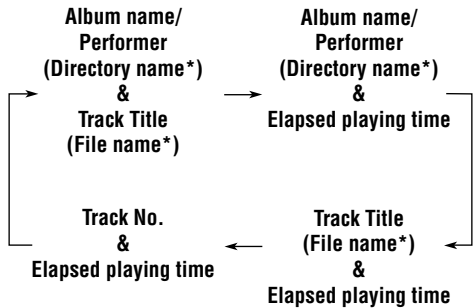 Album name/
Performer
(Directory name*)
&
Track Title
(File name*)
Album name/
Performer
(Directory name*)
&
Elapsed playing time
Track Title
(File name*)
&
Elapsed playing time
Track No.
&
Elapsed playing time